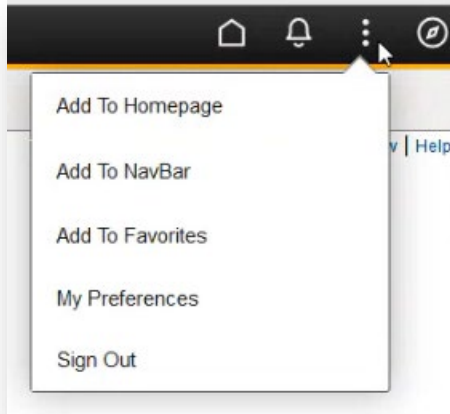 Add To Homepage
Help
Add To NavBar
Add To Favorites
My Preferences
Sign Out